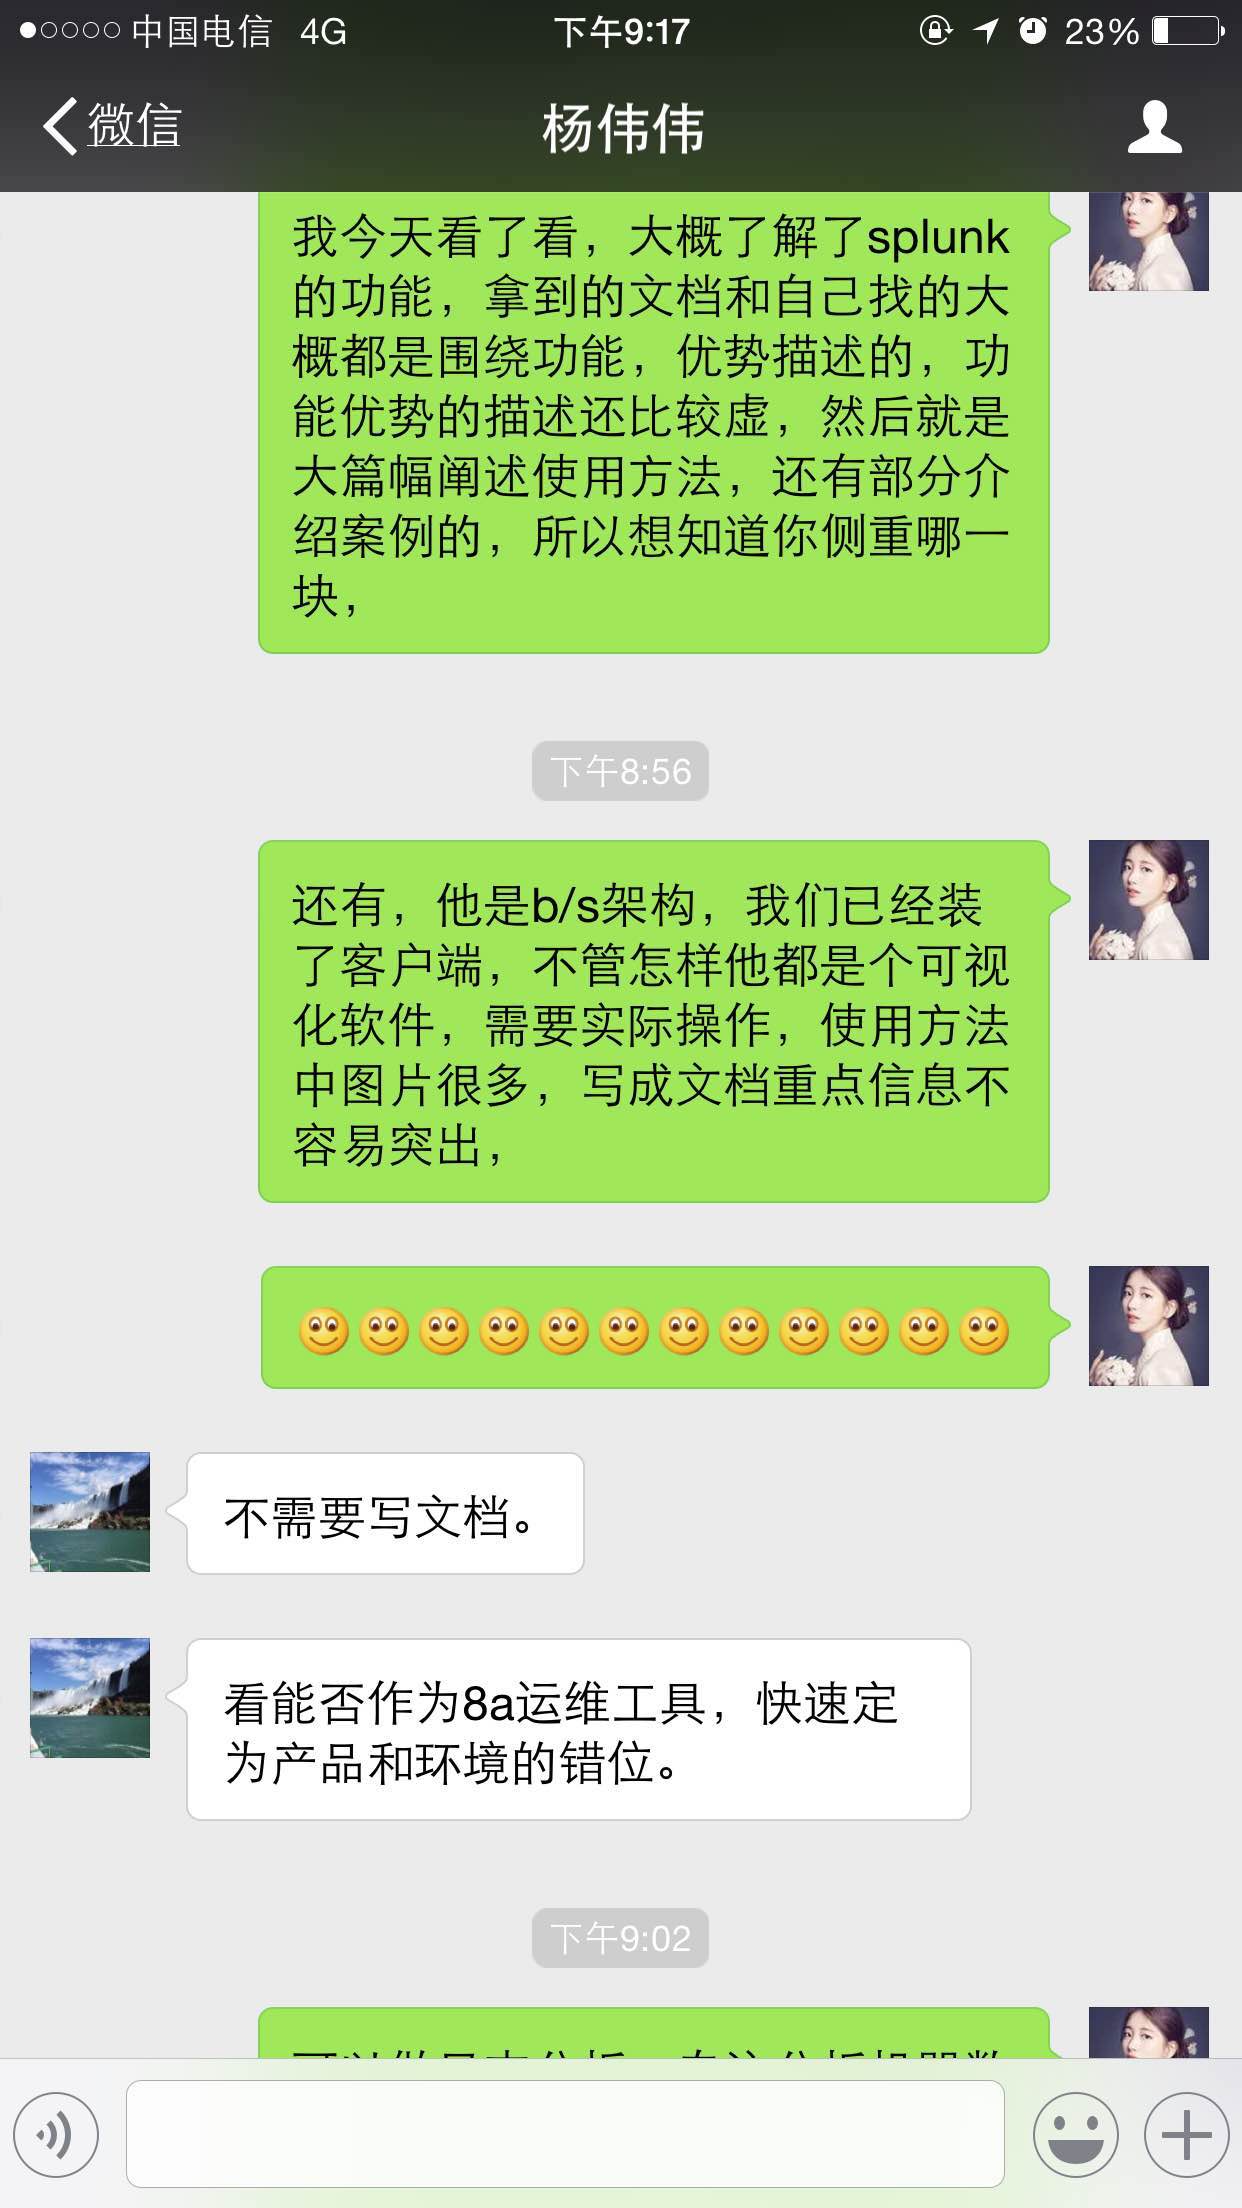 中国电信 4G 下午9:17 23%
微信 杨伟伟
我今天看了看，大概了解了splunk
的功能，拿到的文档和自己找的大
概都是围绕功能，优势描述的，功
能优势的描述还比较虚，然后就是
大篇幅阐述使用方法，还有部分介
绍案例的，所以想知道你侧重哪一
块，
下午8:56
还有，他是b/s架构，我们已经装
了客户端，不管怎样他都是个可视
化软件，需要实际操作，使用方法
中图片很多，写成文档重点信息不
容易突出，
不需要写文档。
看能否作为8a运维工具，快速定
为产品和环境的错位。
下午9:02